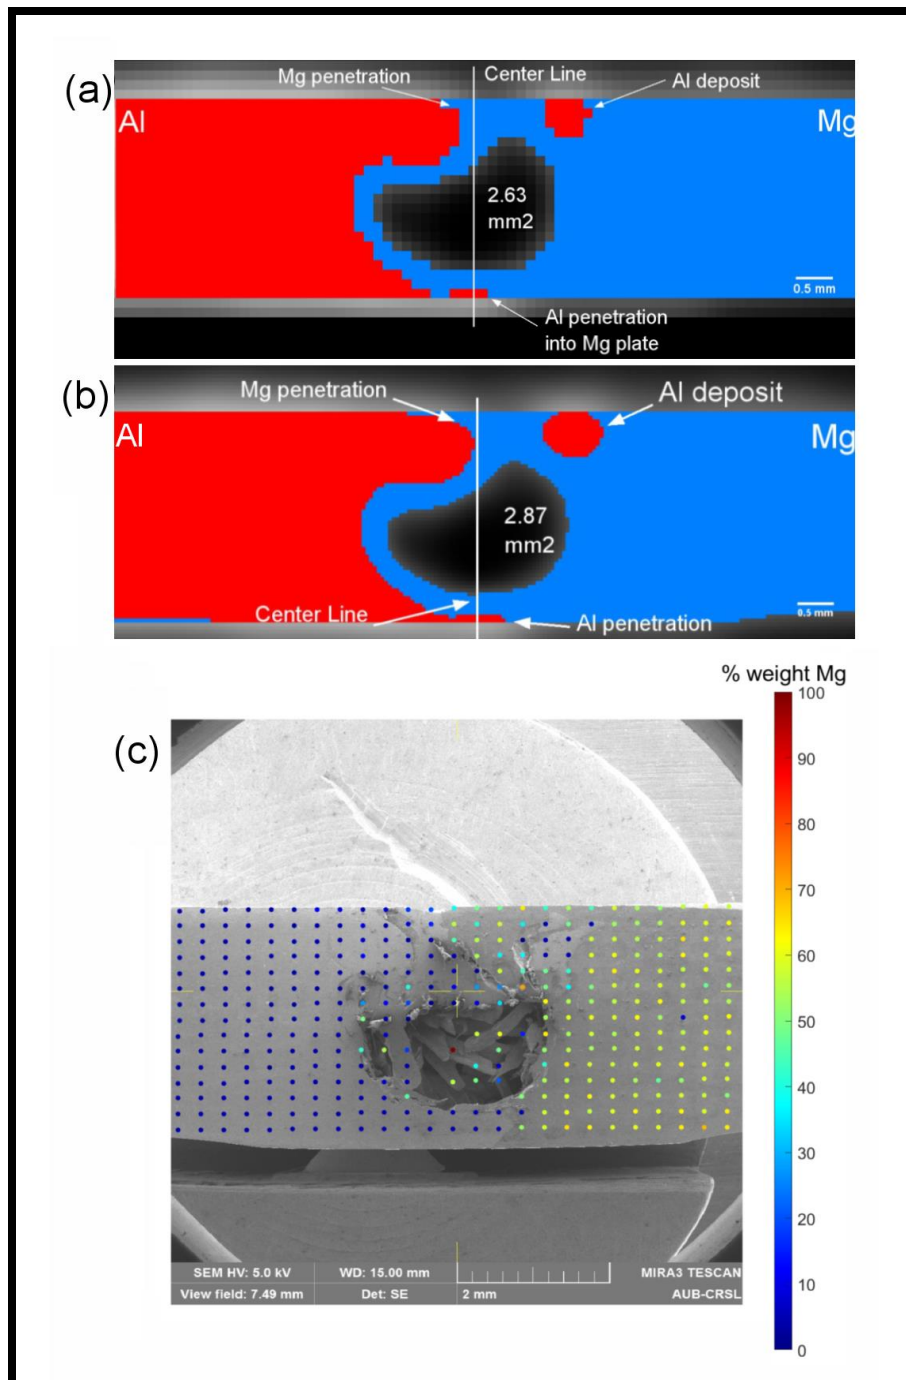 (a)
Mg penetration
Center Line
Al deposit
Al
Mg
2.63
mm2
0.5 mm
Al penetration
into Mg plate
(b)
Mg penetration
Al deposit
Al
Mg
2.87
mm2
0.5 mm
Center Line
Al penetration
% weight Mg
(c)
100
90
80
70
60
50
40
30
20
10
0
SEM HV: 5.0 kV
WD: 15.00 mm
MIRA3 TESCAN
View field: 7.49 mm
Det: SE
2 mm
AUB-CRSL